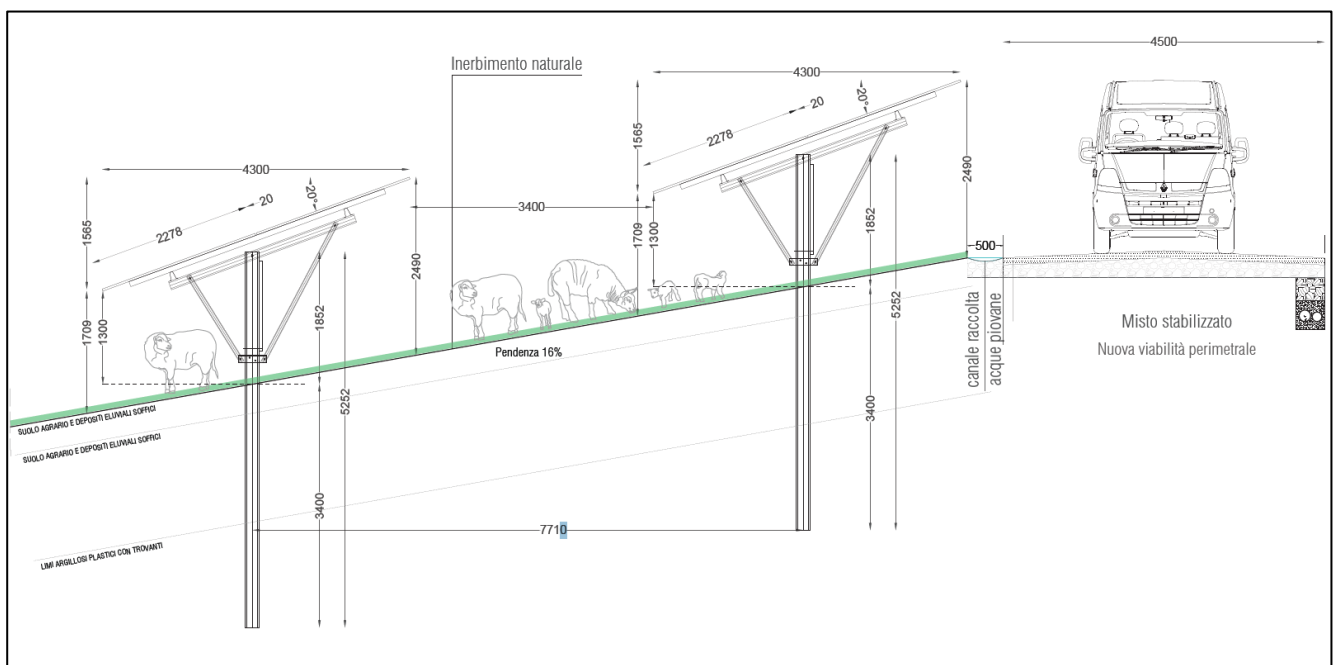 4500
Inerbimento naturale
4300
20°
20
2278
1565
2490
4300
20°
20
2278
3400
1565
1709
1300
1852
2490
500
1709
1300
1852
5252
5252
Pendenza 16%
canale raccolta
acque piovane
Misto stabilizzato
Nuova viabilità perimetrale
SUOLO AGRARIO E DEPOSITI ELUVIALI SOFFICI
SUOLO AGRARIO E DEPOSITI ELUVIALI SOFFICI
3400
3400
7710
LIMI ARGILLOSI PLASTICI CON TROVANTI